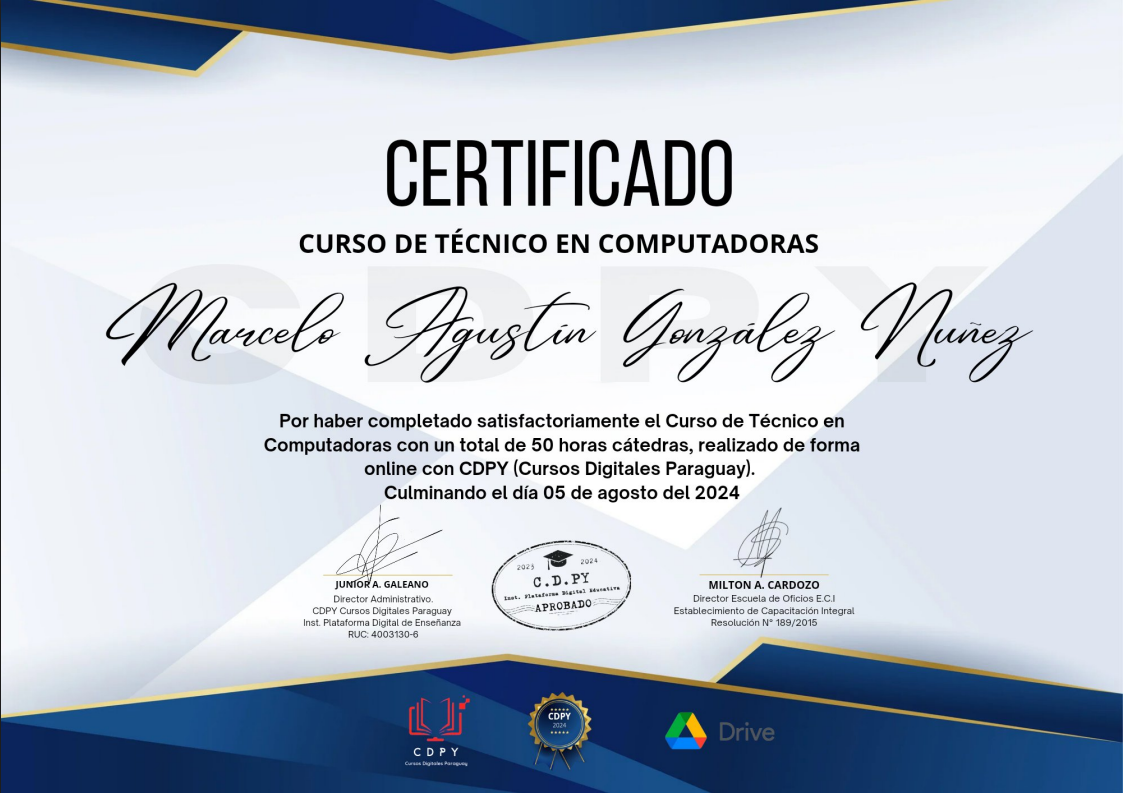 CERTIFICADO
CURSO DE TÉCNICO EN COMPUTADORAS
CDPY
Marcelo Agustín González Nuñez
Por haber completado satisfactoriamente el Curso de Técnico en
Computadoras con un total de 50 horas cátedras, realizado de forma
online con CDPY (Cursos Digitales Paraguay).
Culminando el día 05 de agosto del 2024
JUNIOR A. GALEANO
Director Administrativo.
CDPY Cursos Digitales Paraguay
Inst. Plataforma Digital de Enseñanza
RUC: 4003130-6
2023 2024
C.D.PY
Inst. Plataforma Digital Educativa
APROBADO
MILTON A. CARDOZO
Director Escuela de Oficios E.C.I
Establecimiento de Capacitación Integral
Resolución N° 189/2015
CDPY
Cursos Digitales Paraguay
CDPY
2024
Drive